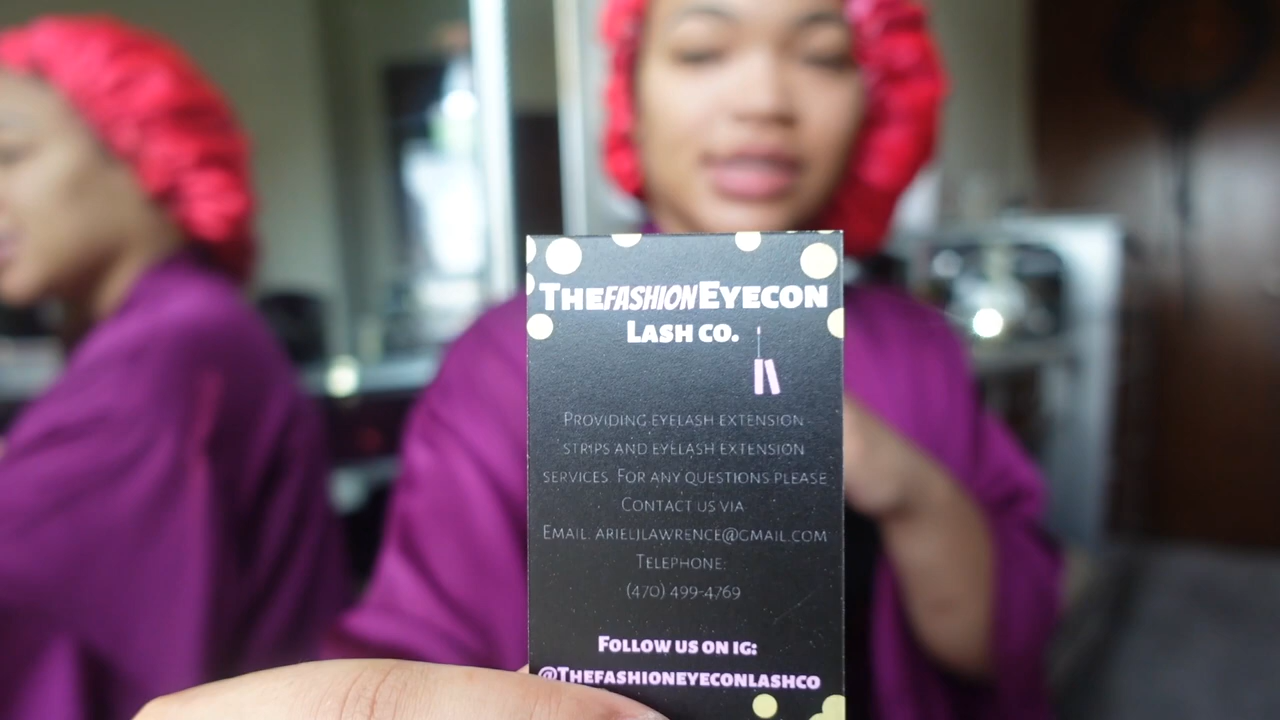 THEFASHIONEYECON
LASH CO.
PROVIDING EYELASH EXTENSION
STRIPS AND EYELASH EXTENSION
SERVICES. FOR ANY QUESTIONS PLEASE
CONTACT US VIA
EMAIL: ARIELJLAWRENCE@GMAIL.COM
TELEPHONE:
(470) 499-4769
FOLLOW US ON IG:
@THEFASHIONEYECONLASHCO